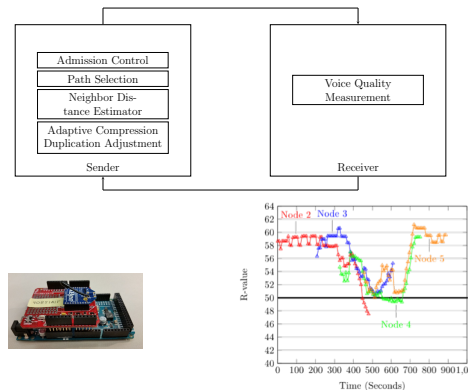 Admission Control
Path Selection
Neighbor Dis-
tance Estimator
Adaptive Compression
Duplication Adjustment
Sender
Voice Quality
Measurement
Receiver
64
62
60
58
56
54
52
50
48
46
44
42
40
R-value
Node 2
Node 3
Node 5
Node 4
0 100 200 300 400 500 600 700 800 9001,0
Time (Seconds)